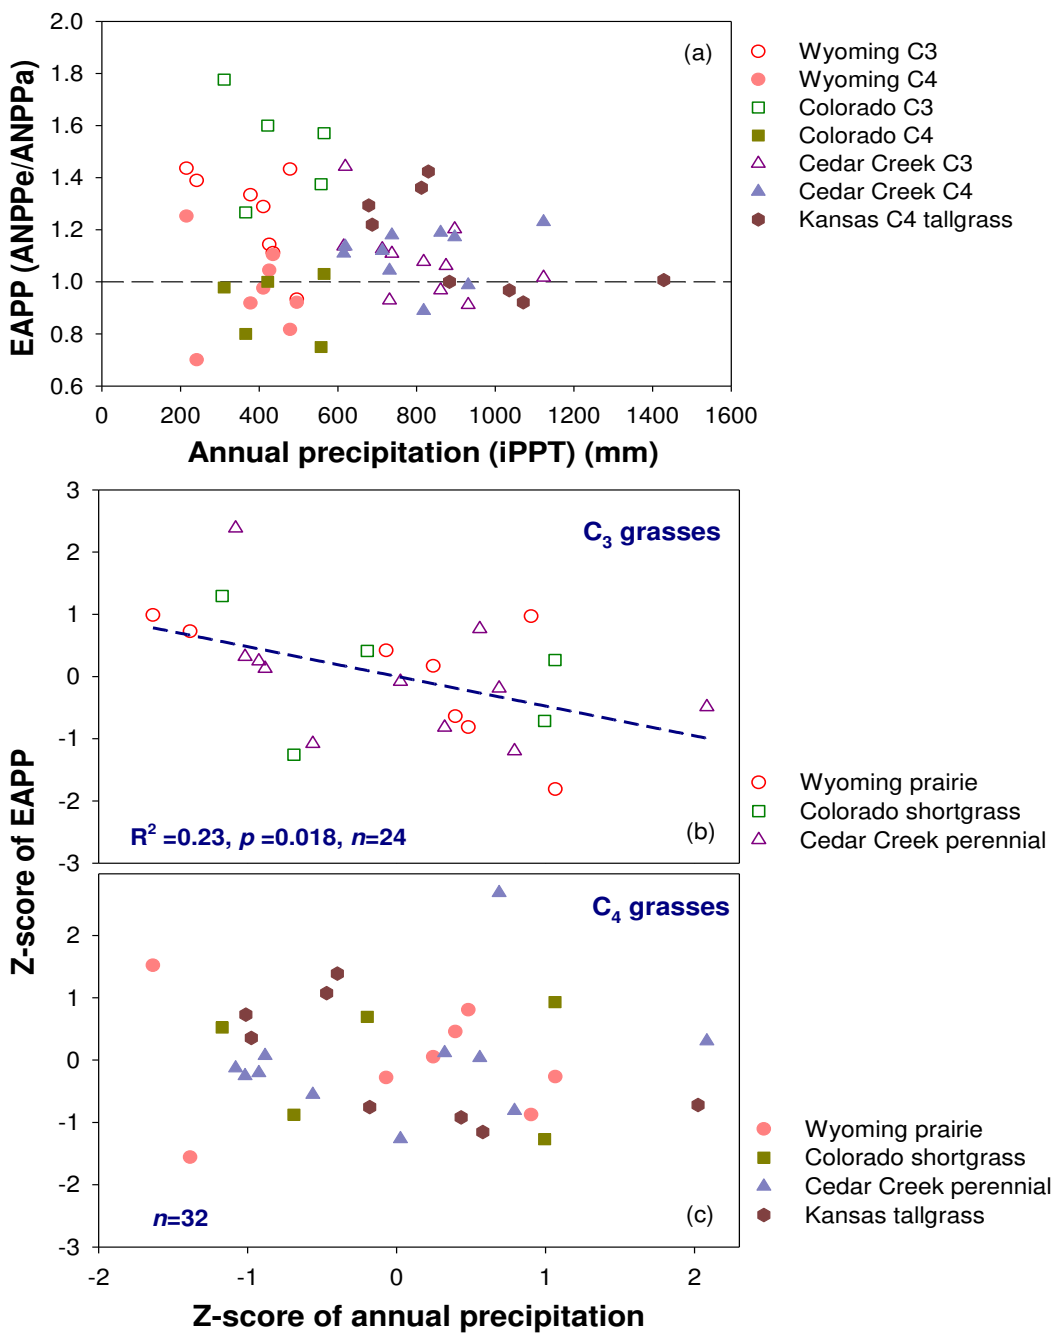 2.0
1.8
1.6
1.4
1.2
1.0
0.8
0.6
EAPP (ANPPe/ANPPa)
(a)
0 200 400 600 800 1000 1200 1400 1600
Annual precipitation (iPPT) (mm)
Wyoming C3
Wyoming C4
Colorado C3
Colorado C4
Cedar Creek C3
Cedar Creek C4
Kansas C4 tallgrass
3
2
1
0
-1
-2
-3
C3 grasses
R² =0.23, p =0.018, n=24
(b)
Wyoming prairie
Colorado shortgrass
Cedar Creek perennial
Z-score of EAPP
2
1
0
-1
-2
-3
C4 grasses
n=32
(c)
Wyoming prairie
Colorado shortgrass
Cedar Creek perennial
Kansas tallgrass
-2 -1 0 1 2
Z-score of annual precipitation